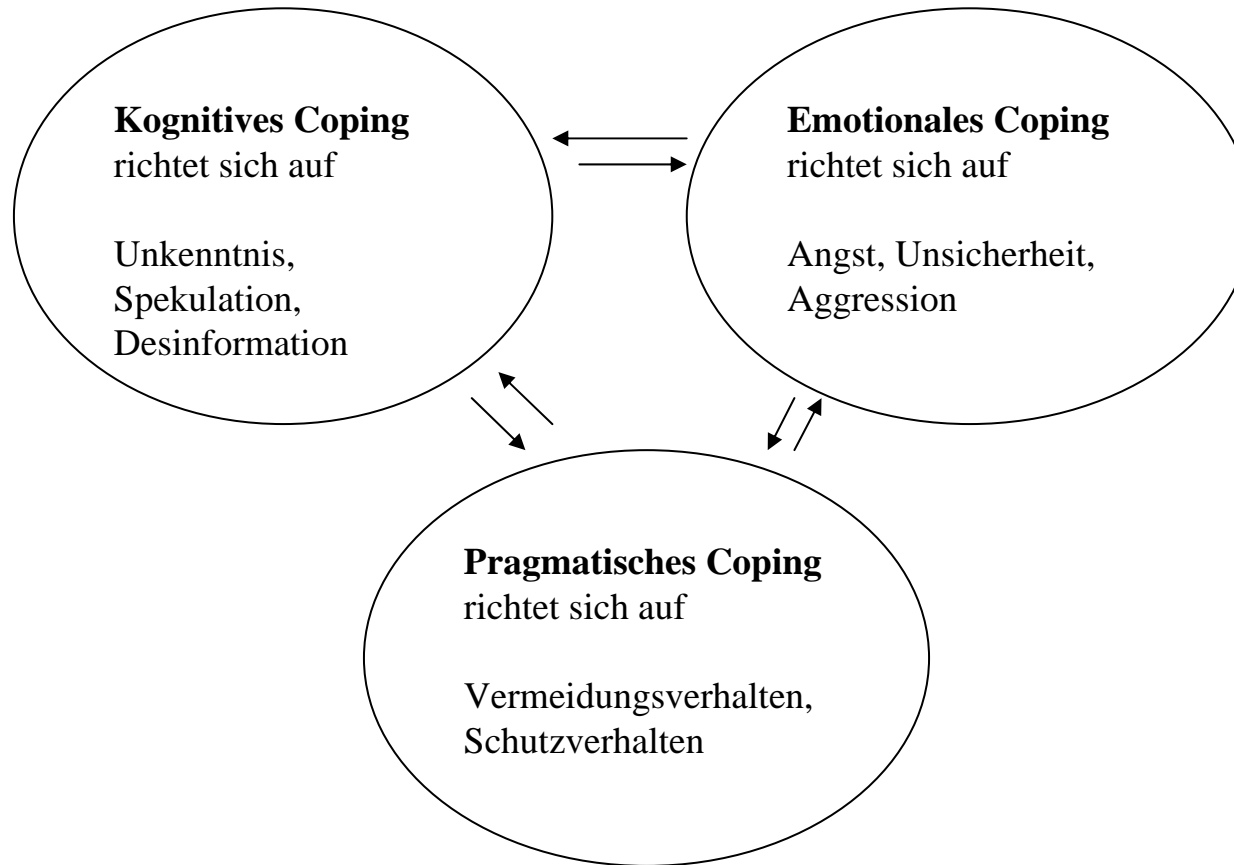 Kognitives Coping
richtet sich auf
Unkenntnis,
Spekulation,
Desinformation
Emotionales Coping
richtet sich auf
Angst, Unsicherheit,
Aggression
Pragmatisches Coping
richtet sich auf
Vermeidungsverhalten,
Schutzverhalten